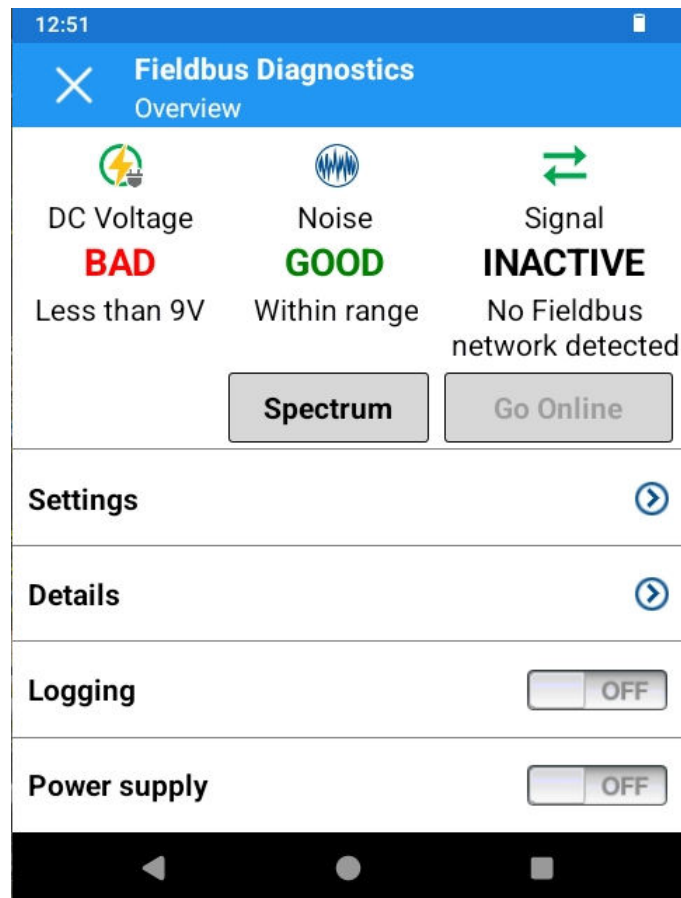 12:51
Fieldbus Diagnostics
Overview
DC Voltage
BAD
Less than 9V
Noise
GOOD
Within range
Signal
INACTIVE
No Fieldbus
network detected
Spectrum
Go Online
Settings
Details
Logging
OFF
Power supply
OFF